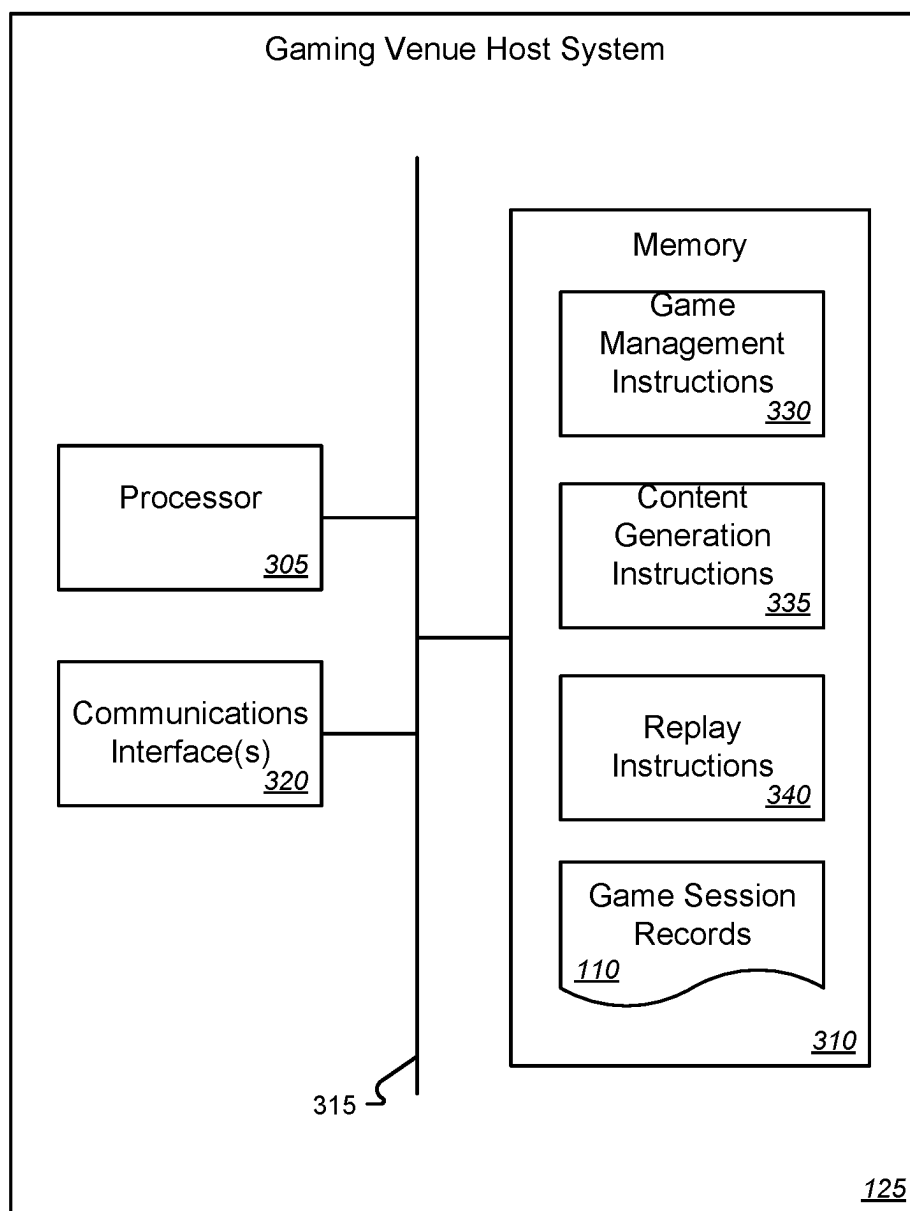 Gaming Venue Host System
Memory
Game
Management
Instructions
330
Processor
305
Content
Generation
Instructions
335
Communications
Interface(s)
320
Replay
Instructions
340
Game Session
Records
110
310
315
125